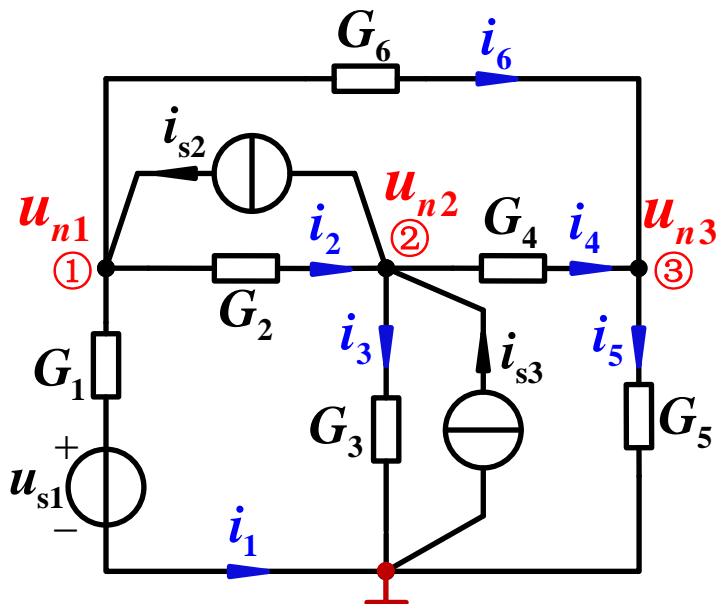 G₆
i₆
iₛ₂
uₙ₁
①
i₂
G₂
uₙ₂
②
G₄
i₄
uₙ₃
③
G₁
i₃
G₃
iₛ₃
i₅
G₅
+
uₛ₁
−
i₁